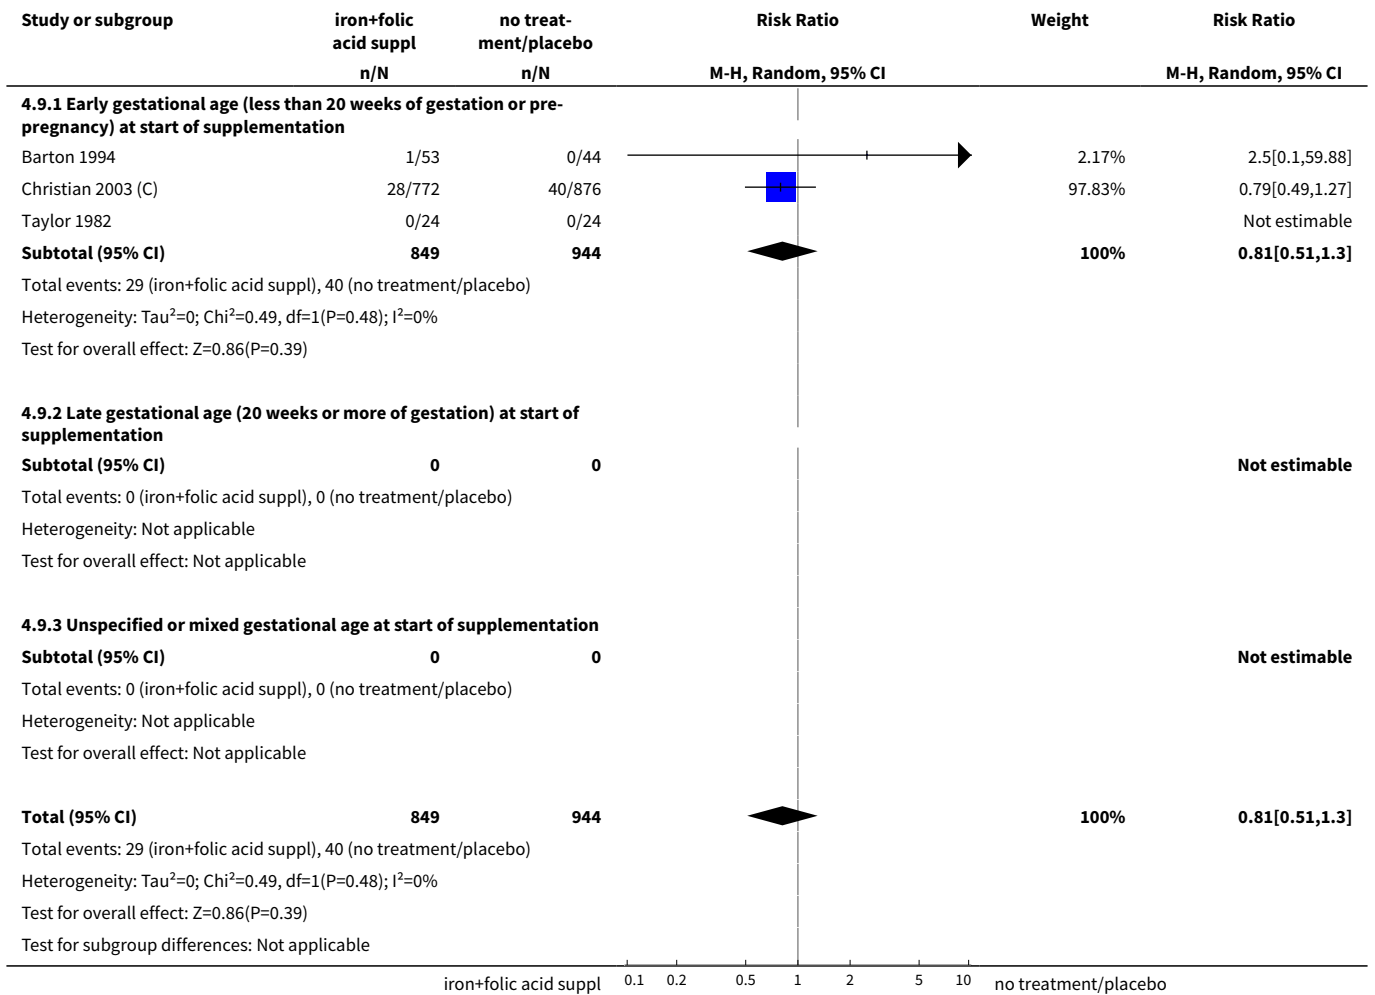 Study or subgroup iron+folic no treat- Risk Ratio Weight Risk Ratio
acid suppl ment/placebo
n/N n/N M-H, Random, 95% CI M-H, Random, 95% CI
4.9.1 Early gestational age (less than 20 weeks of gestation or pre-
pregnancy) at start of supplementation
Barton 1994 1/53 0/44 2.17% 2.5[0.1,59.88]
Christian 2003 (C) 28/772 40/876 97.83% 0.79[0.49,1.27]
Taylor 1982 0/24 0/24 Not estimable
Subtotal (95% CI) 849 944 100% 0.81[0.51,1.3]
Total events: 29 (iron+folic acid suppl), 40 (no treatment/placebo)
Heterogeneity: Tau²=0; Chi²=0.49, df=1(P=0.48); I²=0%
Test for overall effect: Z=0.86(P=0.39)
4.9.2 Late gestational age (20 weeks or more of gestation) at start of
supplementation
Subtotal (95% CI) 0 0 Not estimable
Total events: 0 (iron+folic acid suppl), 0 (no treatment/placebo)
Heterogeneity: Not applicable
Test for overall effect: Not applicable
4.9.3 Unspecified or mixed gestational age at start of supplementation
Subtotal (95% CI) 0 0 Not estimable
Total events: 0 (iron+folic acid suppl), 0 (no treatment/placebo)
Heterogeneity: Not applicable
Test for overall effect: Not applicable
Total (95% CI) 849 944 100% 0.81[0.51,1.3]
Total events: 29 (iron+folic acid suppl), 40 (no treatment/placebo)
Heterogeneity: Tau²=0; Chi²=0.49, df=1(P=0.48); I²=0%
Test for overall effect: Z=0.86(P=0.39)
Test for subgroup differences: Not applicable
iron+folic acid suppl 0.1 0.2 0.5 1 2 5 10 no treatment/placebo